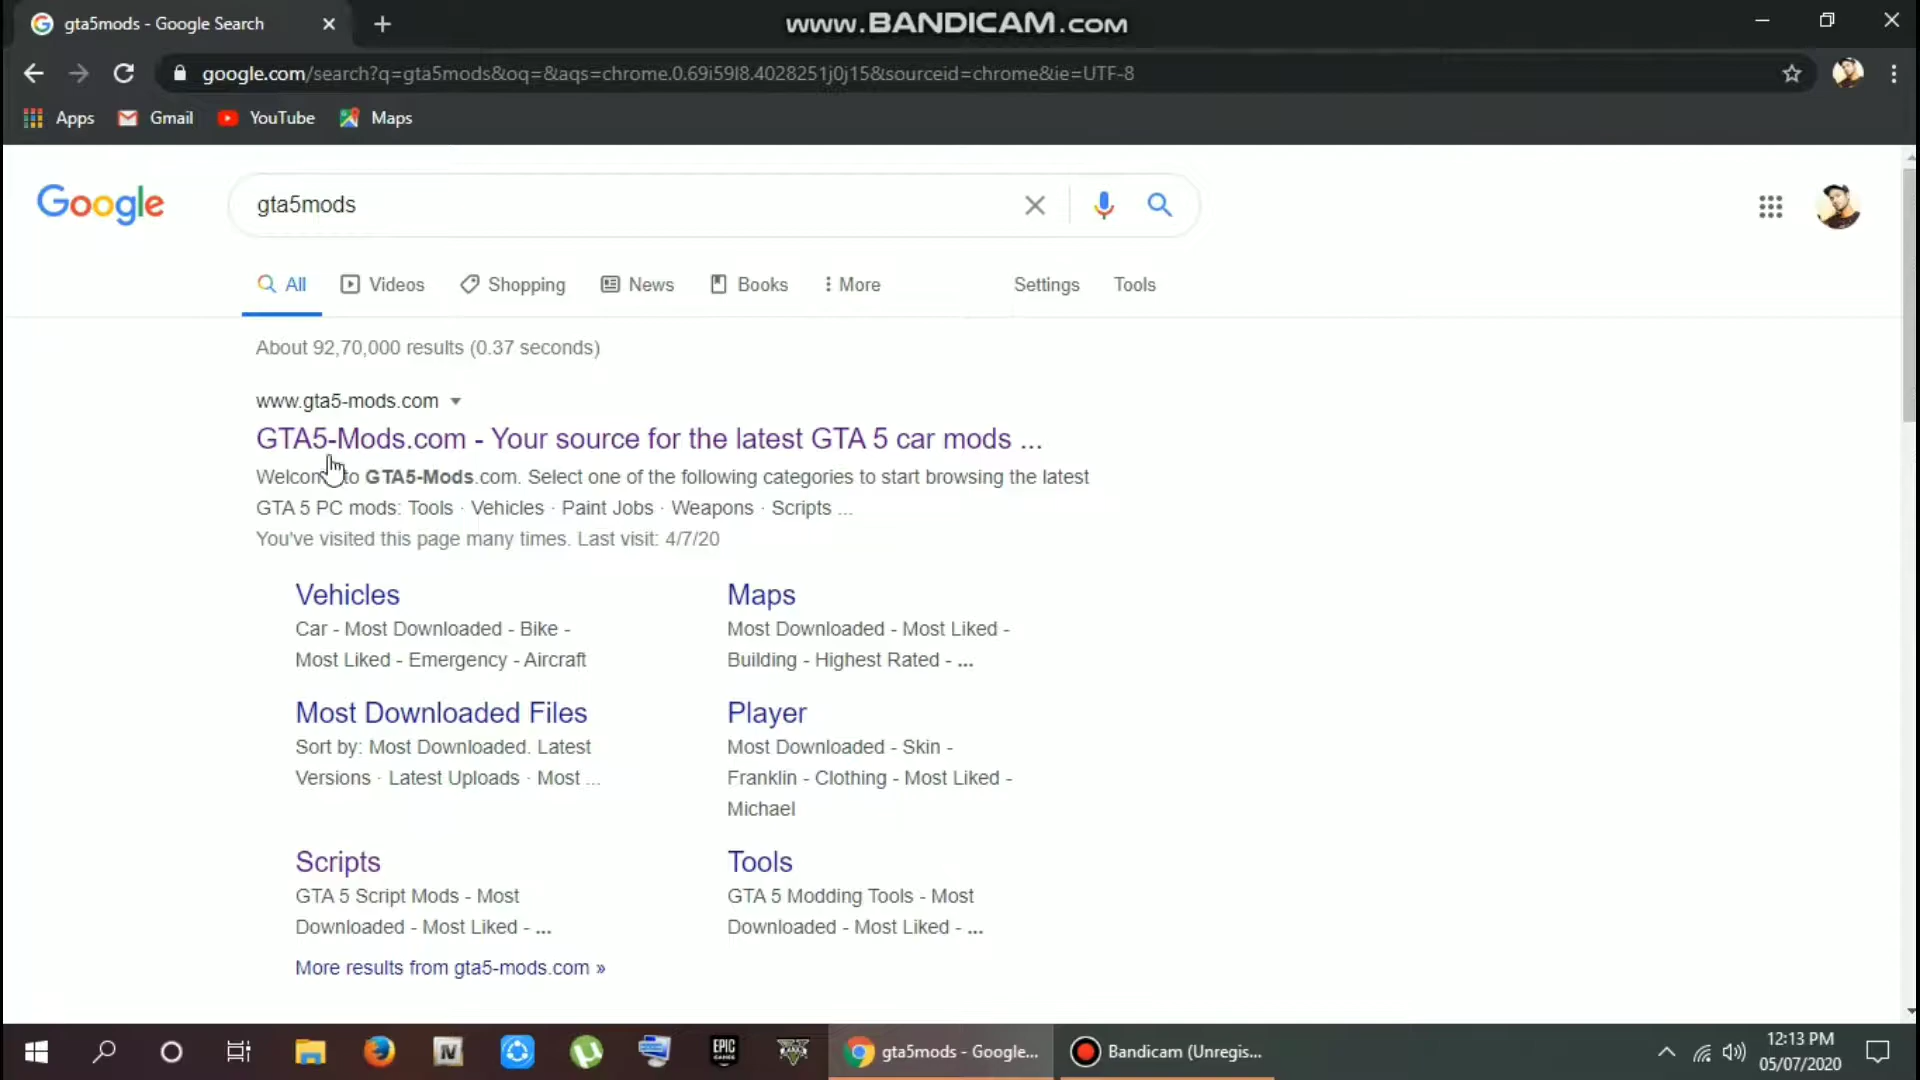 gta5mods - Google Search
www.BANDICAM.com
google.com/search?q=gta5mods&oq=&aqs=chrome.0.69i59l8.4028251j0j15&sourceid=chrome&ie=UTF-8
Apps Gmail YouTube Maps
Google
gta5mods
All Videos Shopping News Books More Settings Tools
About 92,70,000 results (0.37 seconds)
www.gta5-mods.com
GTA5-Mods.com - Your source for the latest GTA 5 car mods ...
Welcome to GTA5-Mods.com. Select one of the following categories to start browsing the latest
GTA 5 PC mods: Tools · Vehicles · Paint Jobs · Weapons · Scripts ...
You've visited this page many times. Last visit: 4/7/20
Vehicles
Car - Most Downloaded - Bike -
Most Liked - Emergency - Aircraft
Maps
Most Downloaded - Most Liked -
Building - Highest Rated - ...
Most Downloaded Files
Sort by: Most Downloaded. Latest
Versions · Latest Uploads · Most ...
Player
Most Downloaded - Skin -
Franklin - Clothing - Most Liked -
Michael
Scripts
GTA 5 Script Mods - Most
Downloaded - Most Liked - ...
Tools
GTA 5 Modding Tools - Most
Downloaded - Most Liked - ...
More results from gta5-mods.com »
IV
EPIC
GAMES
gta5mods - Google...
Bandicam (Unregis...
12:13 PM
05/07/2020